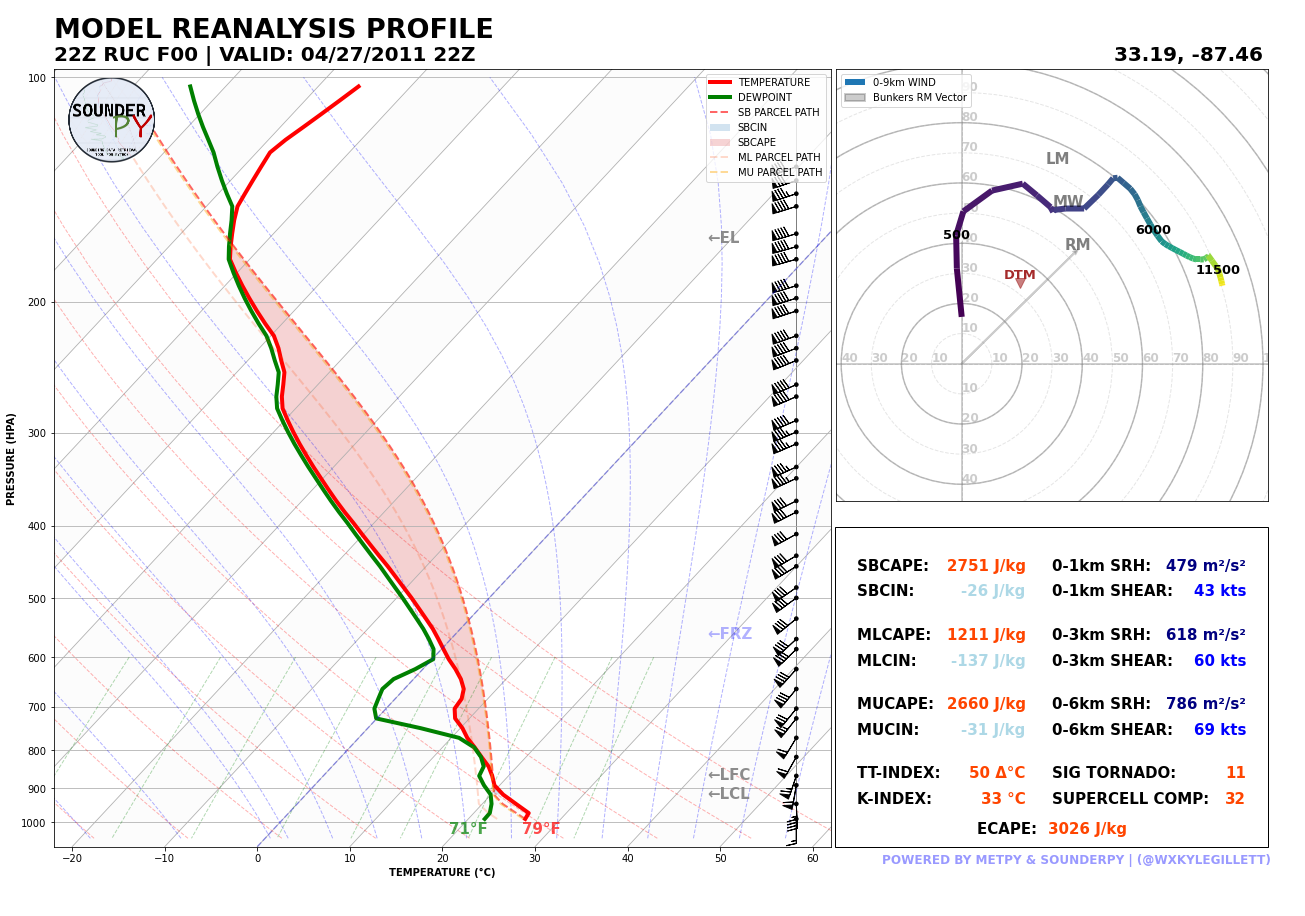 MODEL REANALYSIS PROFILE
22Z RUC F00 | VALID: 04/27/2011 22Z
33.19, -87.46
SOUNDER
PY
SOUNDING DATA RETRIEVAL
TOOL FOR PYTHON
TEMPERATURE
DEWPOINT
SB PARCEL PATH
SBCIN
SBCAPE
ML PARCEL PATH
MU PARCEL PATH
100
200
300
400
500
600
700
800
900
1000
PRESSURE (HPA)
←EL
←FRZ
←LFC
←LCL
71°F 79°F
−20 −10 0 10 20 30 40 50 60
TEMPERATURE (°C)
0-9km WIND
Bunkers RM Vector
80
70
60
30
20
10
40 30 20 10 10 20 30 40 50 60 70 80 90
10
20
30
40
LM
MW
RM
DTM
500
6000
11500
SBCAPE: 2751 J/kg 0-1km SRH: 479 m²/s²
SBCIN: -26 J/kg 0-1km SHEAR: 43 kts
MLCAPE: 1211 J/kg 0-3km SRH: 618 m²/s²
MLCIN: -137 J/kg 0-3km SHEAR: 60 kts
MUCAPE: 2660 J/kg 0-6km SRH: 786 m²/s²
MUCIN: -31 J/kg 0-6km SHEAR: 69 kts
TT-INDEX: 50 Δ°C SIG TORNADO: 11
K-INDEX: 33 °C SUPERCELL COMP: 32
ECAPE: 3026 J/kg
POWERED BY METPY & SOUNDERPY | (@WXKYLEGILLETT)